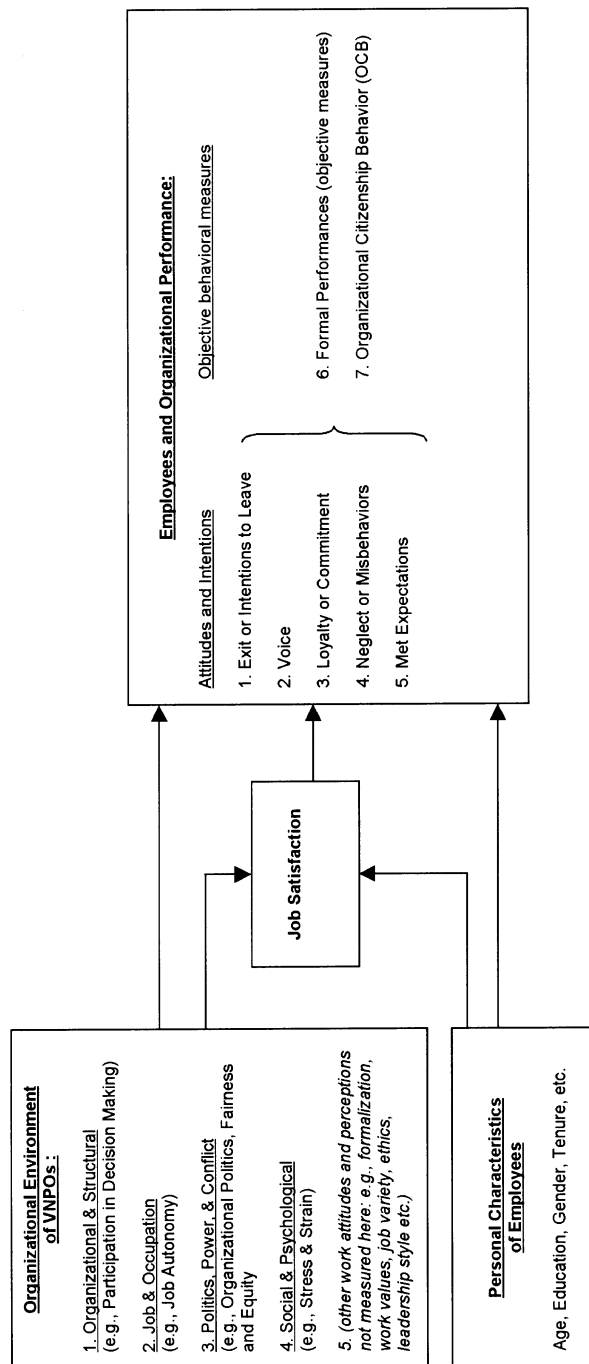 Organizational Environment
of VNPOs :
1. Organizational & Structural
(e.g., Participation in Decision Making)
2. Job & Occupation
(e.g., Job Autonomy)
3. Politics, Power, & Conflict
(e.g., Organizational Politics, Fairness
and Equity
4. Social & Psychological
(e.g., Stress & Strain)
5. (other work attitudes and perceptions
not measured here: e.g., formalization,
work values, job variety, ethics,
leadership style etc.)
Personal Characteristics
of Employees
Age, Education, Gender, Tenure, etc.
Job Satisfaction
Employees and Organizational Performance:
Attitudes and Intentions
1. Exit or Intentions to Leave
2. Voice
3. Loyalty or Commitment
4. Neglect or Misbehaviors
5. Met Expectations
Objective behavioral measures
6. Formal Performances (objective measures)
7. Organizational Citizenship Behavior (OCB)